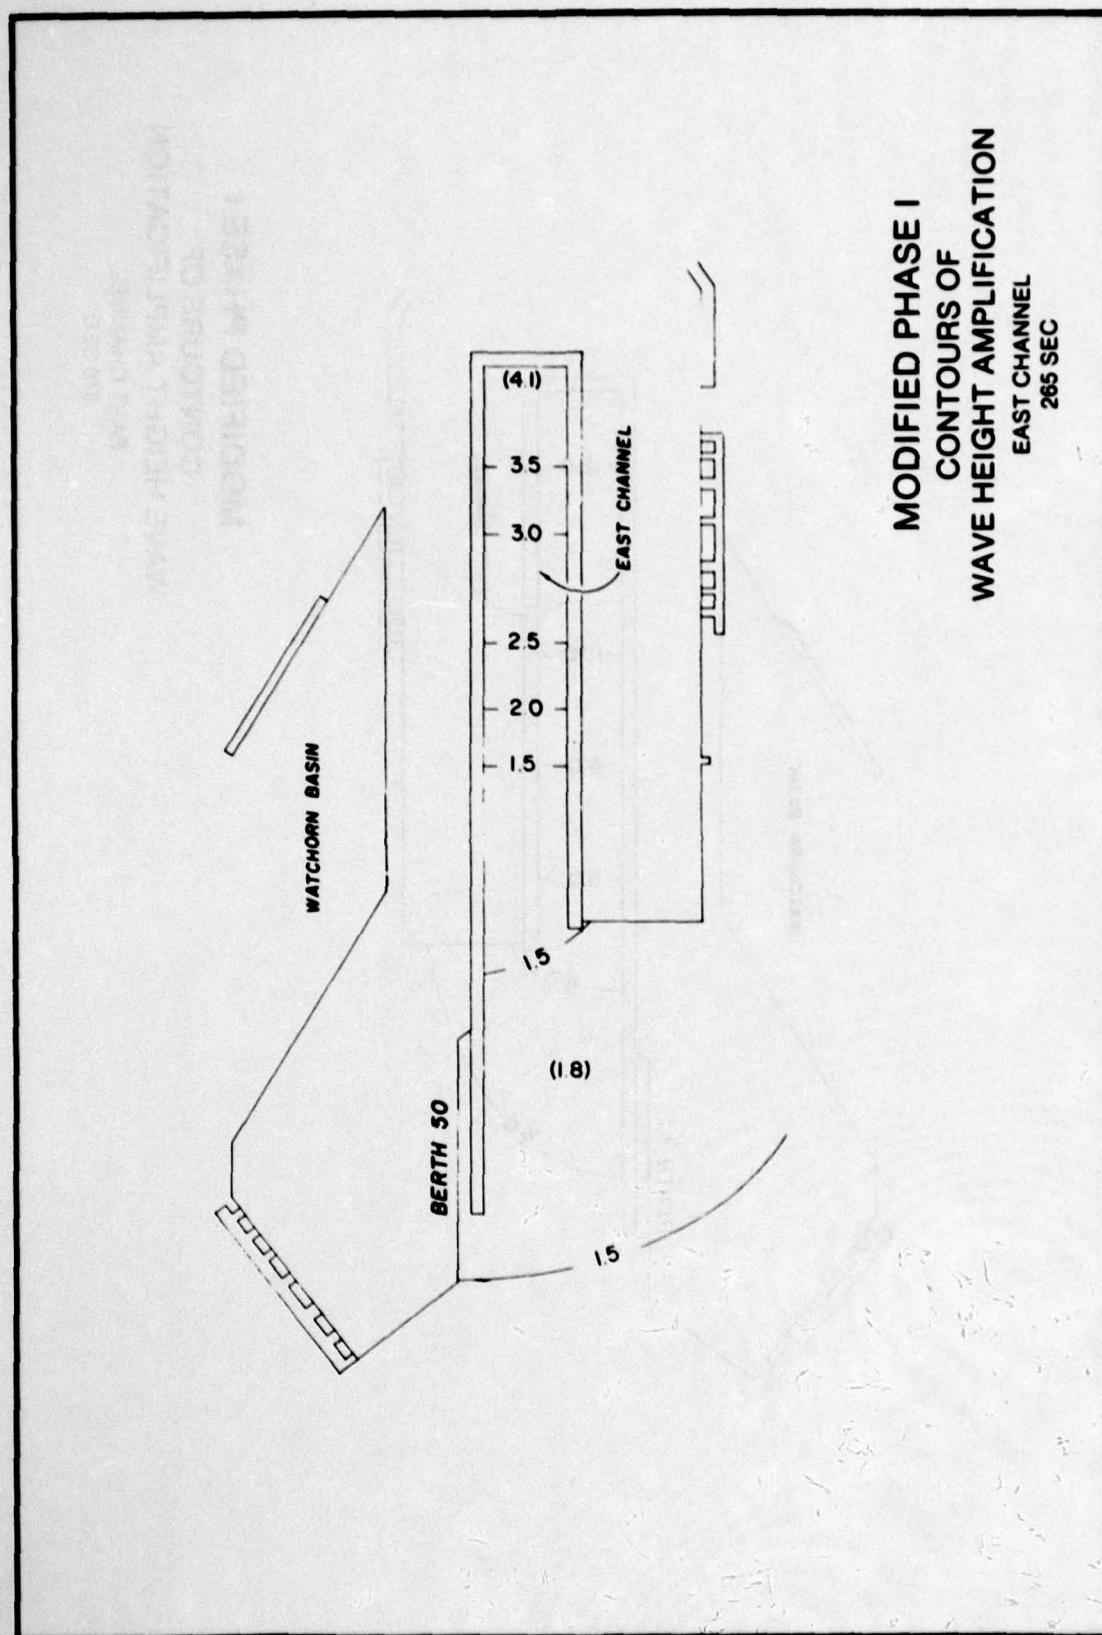 MODIFIED PHASE I
CONTOURS OF
WAVE HEIGHT AMPLIFICATION
EAST CHANNEL
265 SEC
(4.1)
3.5
3.0
EAST CHANNEL
2.5
2.0
1.5
WATCHORN BASIN
1.5
(1.8)
BERTH 50
1.5